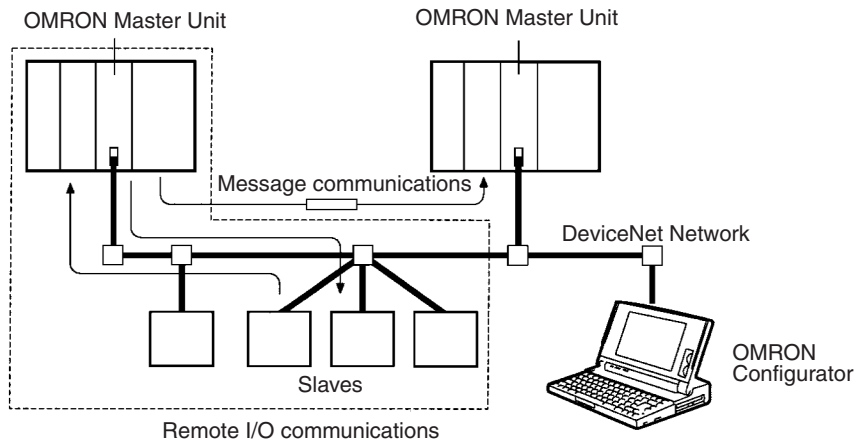 OMRON Master Unit
OMRON Master Unit
Message communications
DeviceNet Network
OMRON
Configurator
Slaves
Remote I/O communications